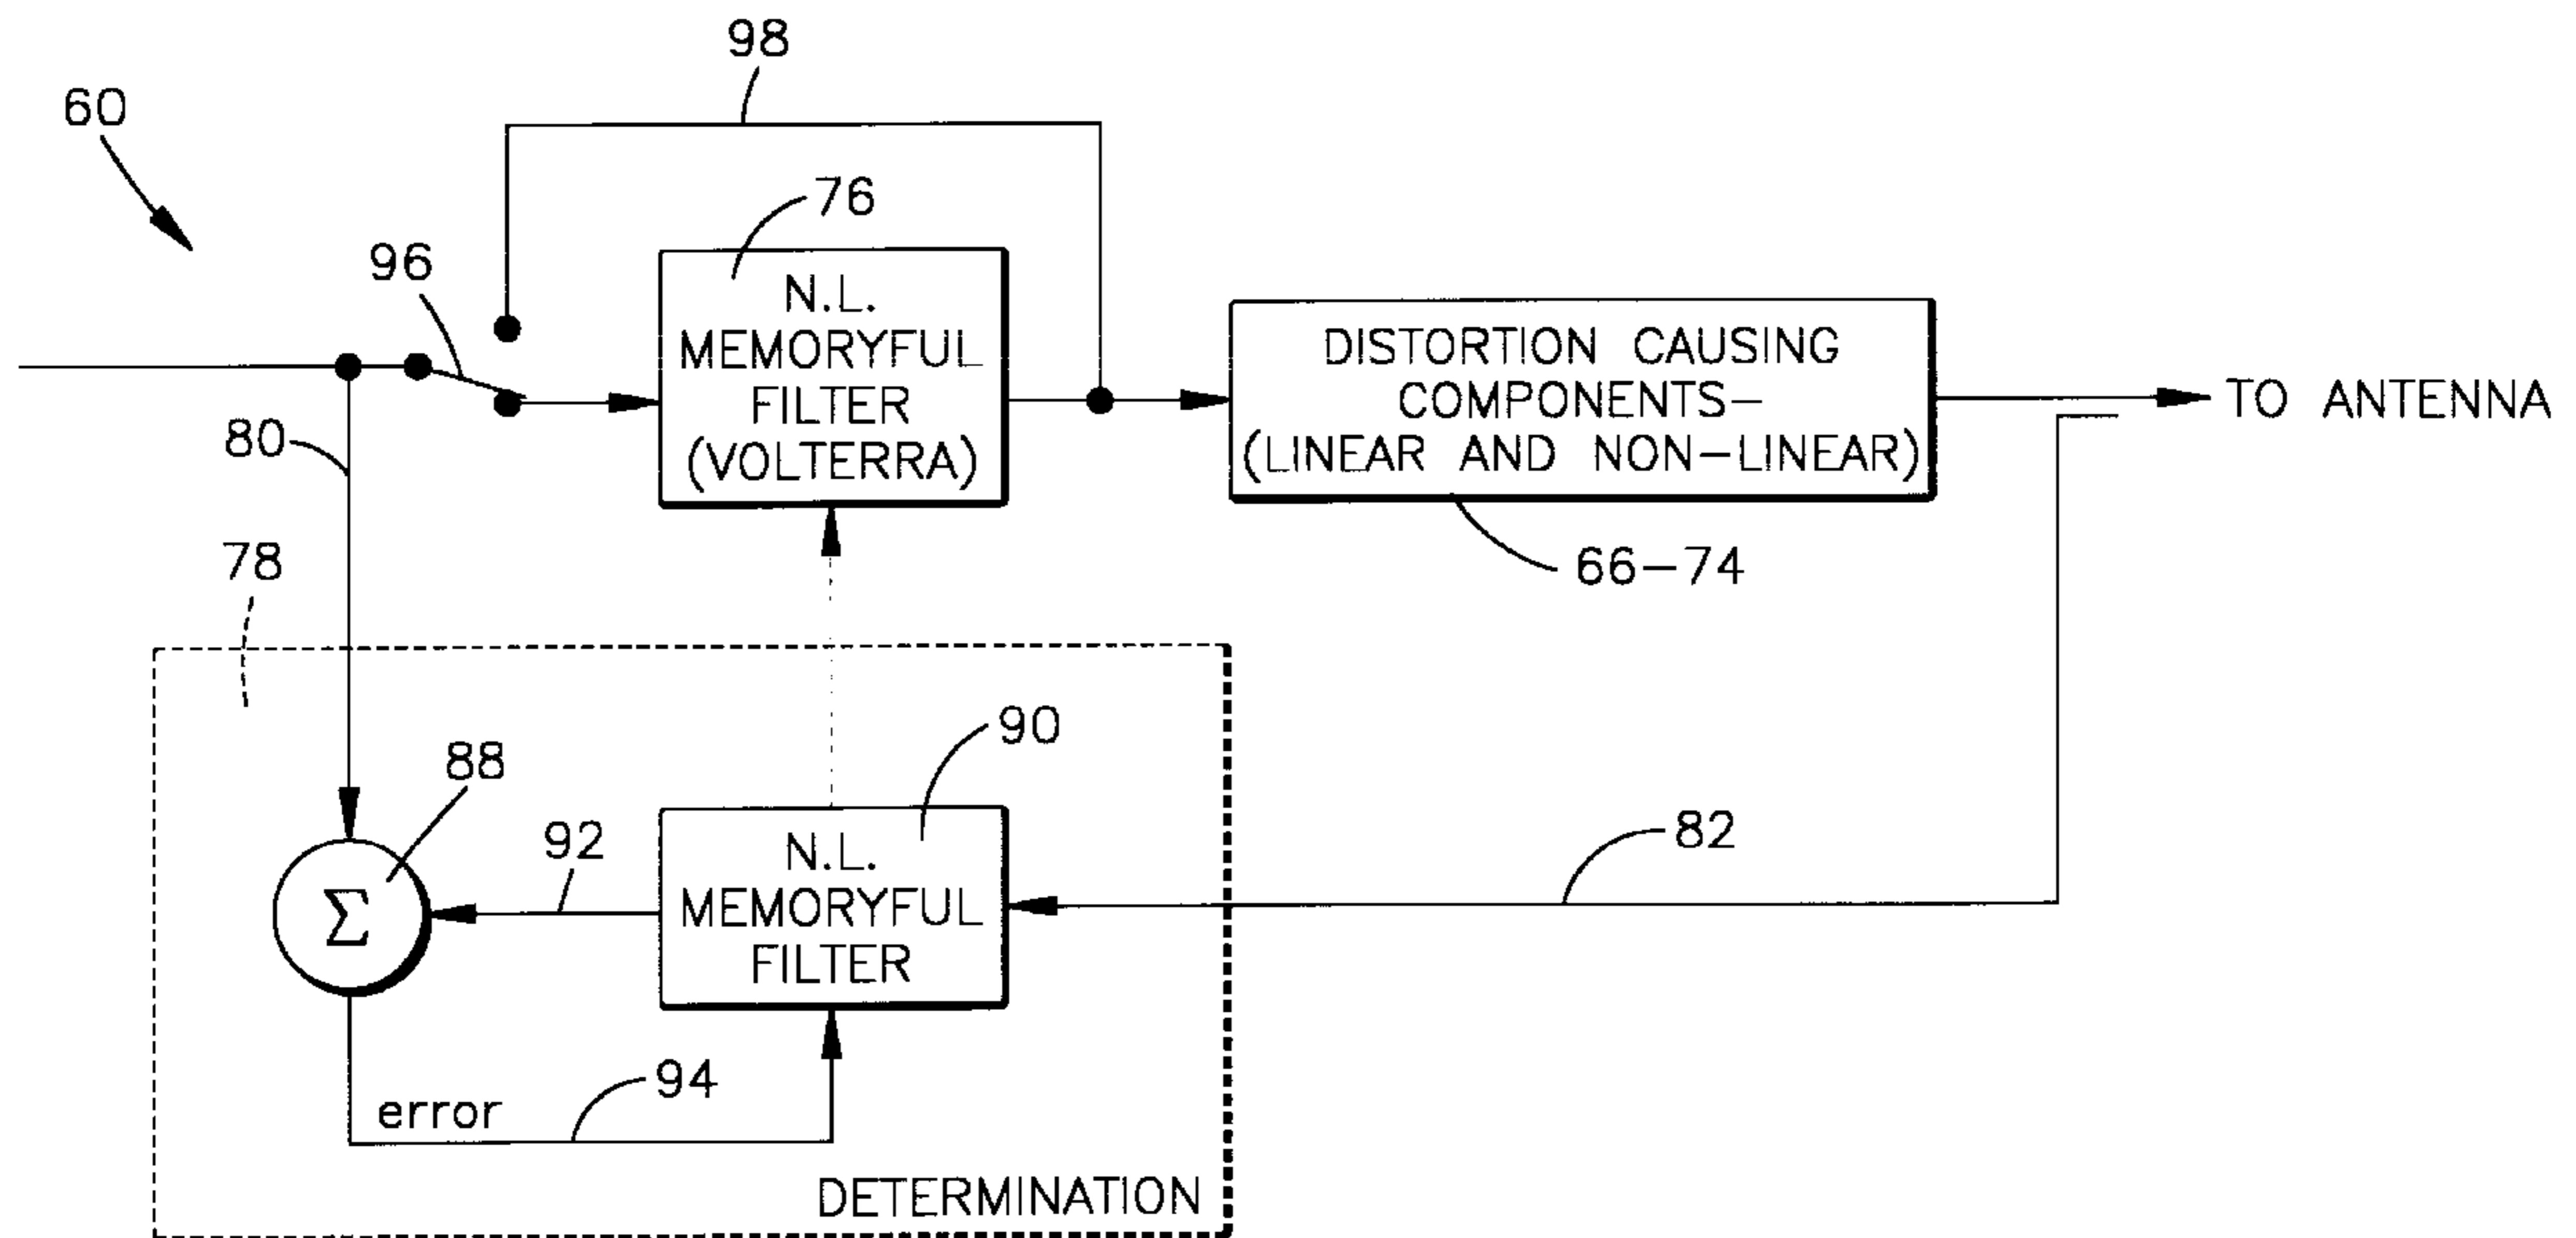 98
60
76
96
N.L.
MEMORYFUL
FILTER
(VOLTERRA)
DISTORTION CAUSING
COMPONENTS-
(LINEAR AND NON-LINEAR)
TO ANTENNA
80
66-74
78
90
88
92
N.L.
MEMORYFUL
FILTER
82
Σ
94
error
DETERMINATION